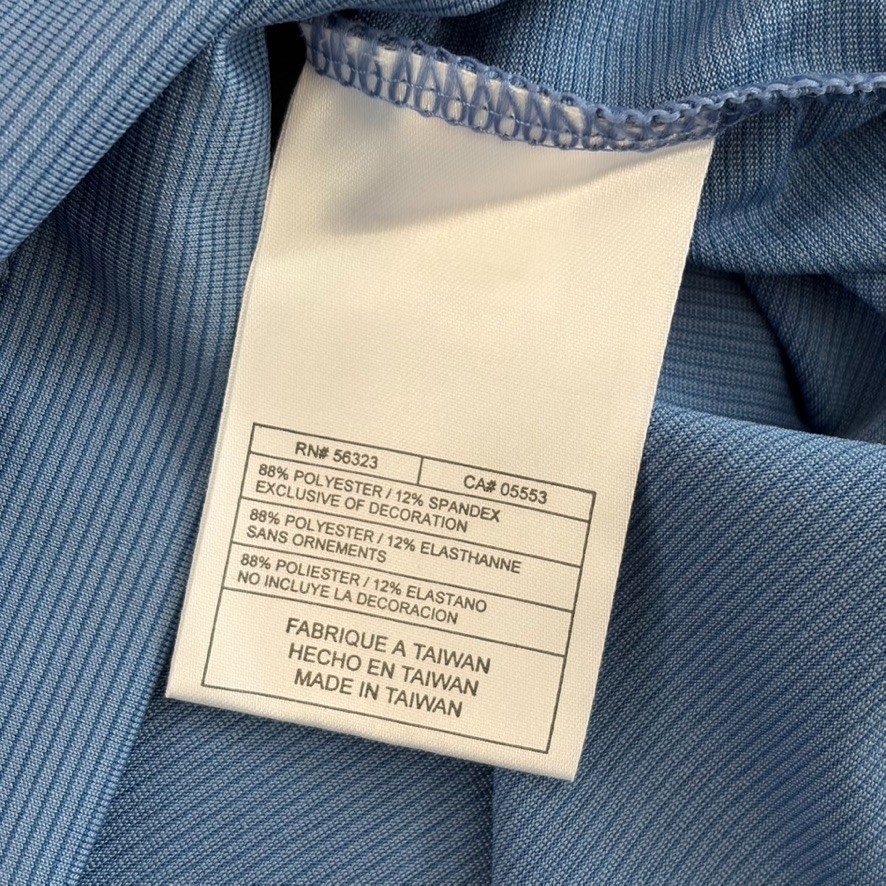 RN# 56323
CA# 05553
88% POLYESTER / 12% SPANDEX
EXCLUSIVE OF DECORATION
88% POLYESTER / 12% ELASTHANNE
SANS ORNEMENTS
88% POLIESTER / 12% ELASTANO
NO INCLUYE LA DECORACION
FABRIQUE A TAIWAN
HECHO EN TAIWAN
MADE IN TAIWAN